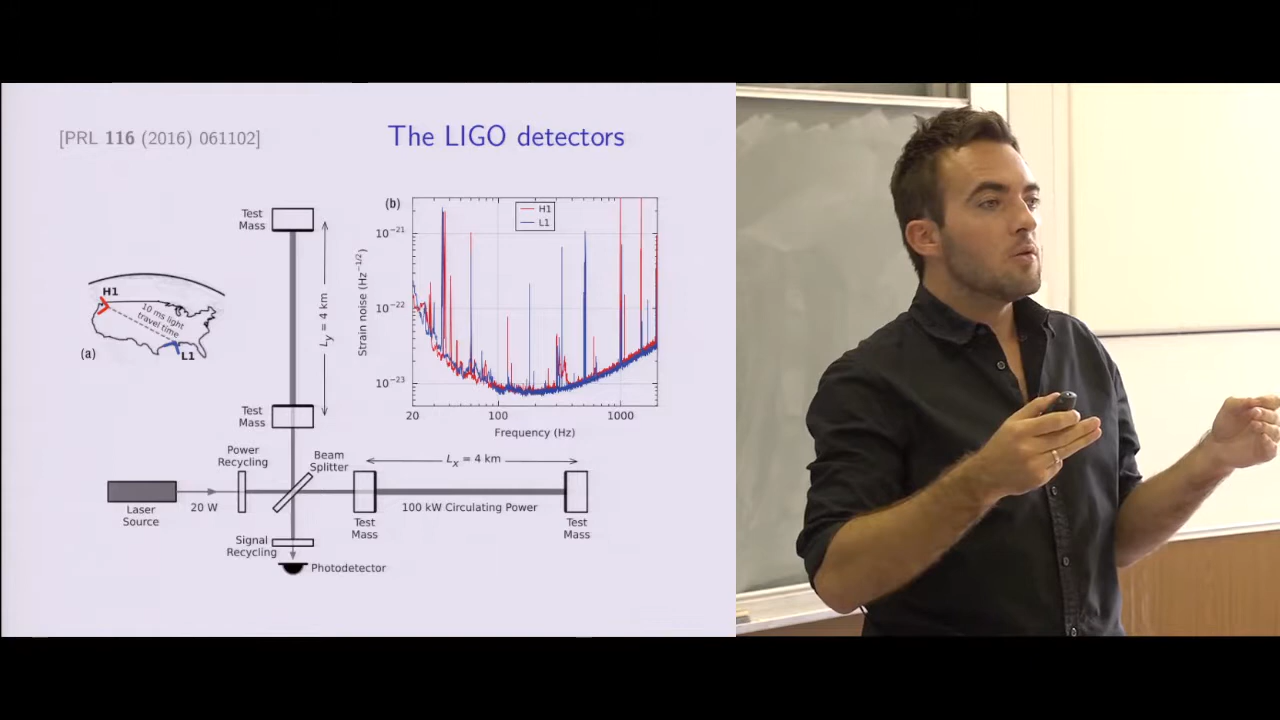 [PRL 116 (2016) 061102]
The LIGO detectors
Test
Mass
(b)
H1
L1
10⁻²¹
10⁻²²
10⁻²³
Strain noise (Hz⁻¹/²)
20
100
1000
Frequency (Hz)
H1
10 ms light
travel time
L1
(a)
Ly = 4 km
Test
Mass
Power
Recycling
Beam
Splitter
Lx = 4 km
Laser
Source
20 W
100 kW Circulating Power
Test
Mass
Test
Mass
Signal
Recycling
Photodetector